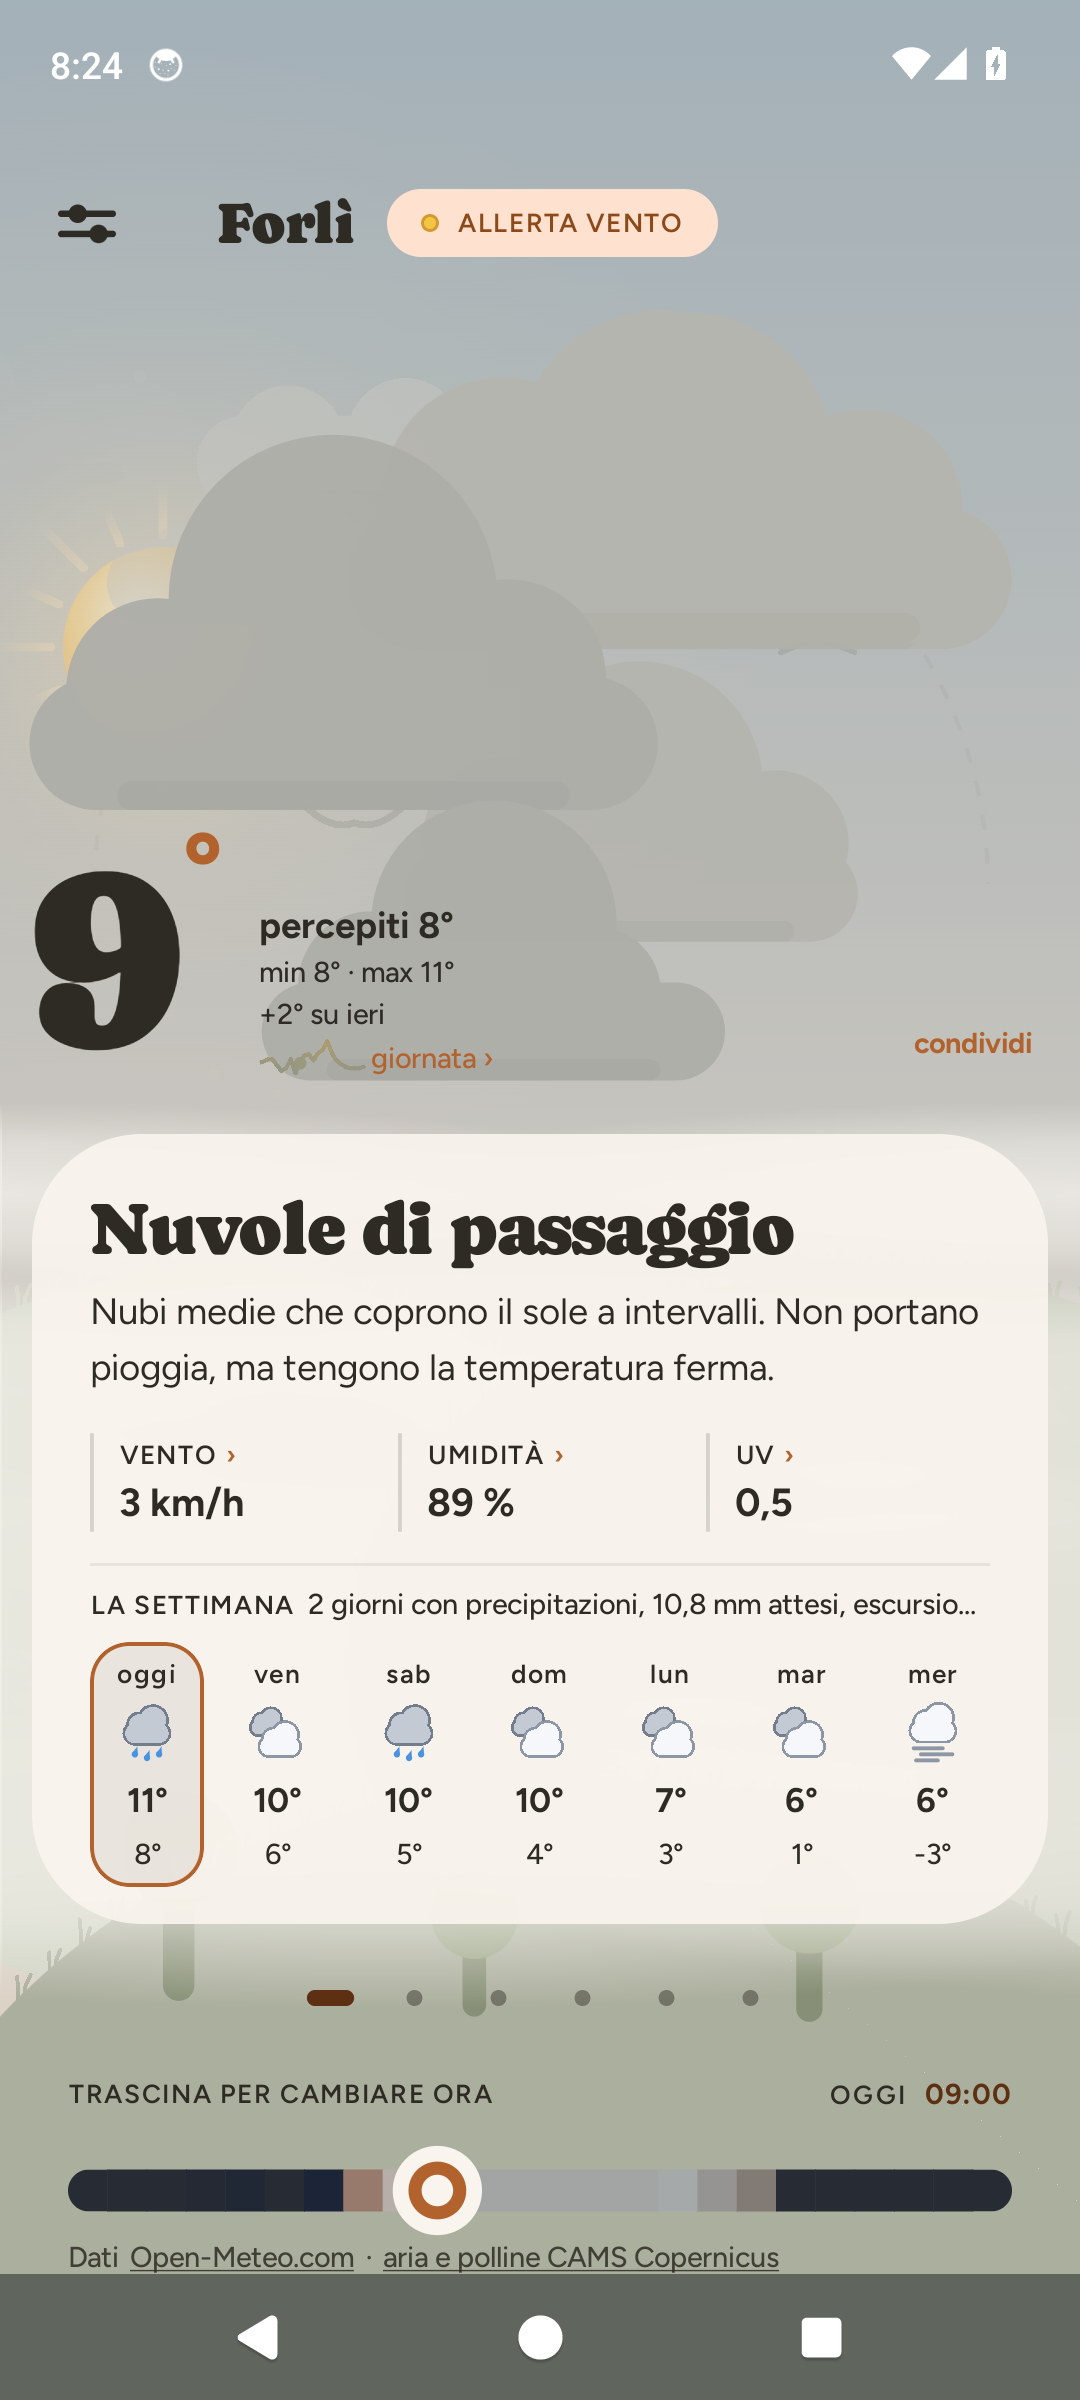 8:24
Forlì
ALLERTA VENTO
9°
percepiti 8°
min 8° · max 11°
+2° su ieri
giornata ›
condividi
Nuvole di passaggio
Nubi medie che coprono il sole a intervalli. Non portano
pioggia, ma tengono la temperatura ferma.
VENTO › UMIDITÀ › UV ›
3 km/h 89 % 0,5
LA SETTIMANA 2 giorni con precipitazioni, 10,8 mm attesi, escursio...
oggi ven sab dom lun mar mer
11° 10° 10° 10° 7° 6° 6°
8° 6° 5° 4° 3° 1° -3°
TRASCINA PER CAMBIARE ORA OGGI 09:00
Dati Open-Meteo.com · aria e polline CAMS Copernicus